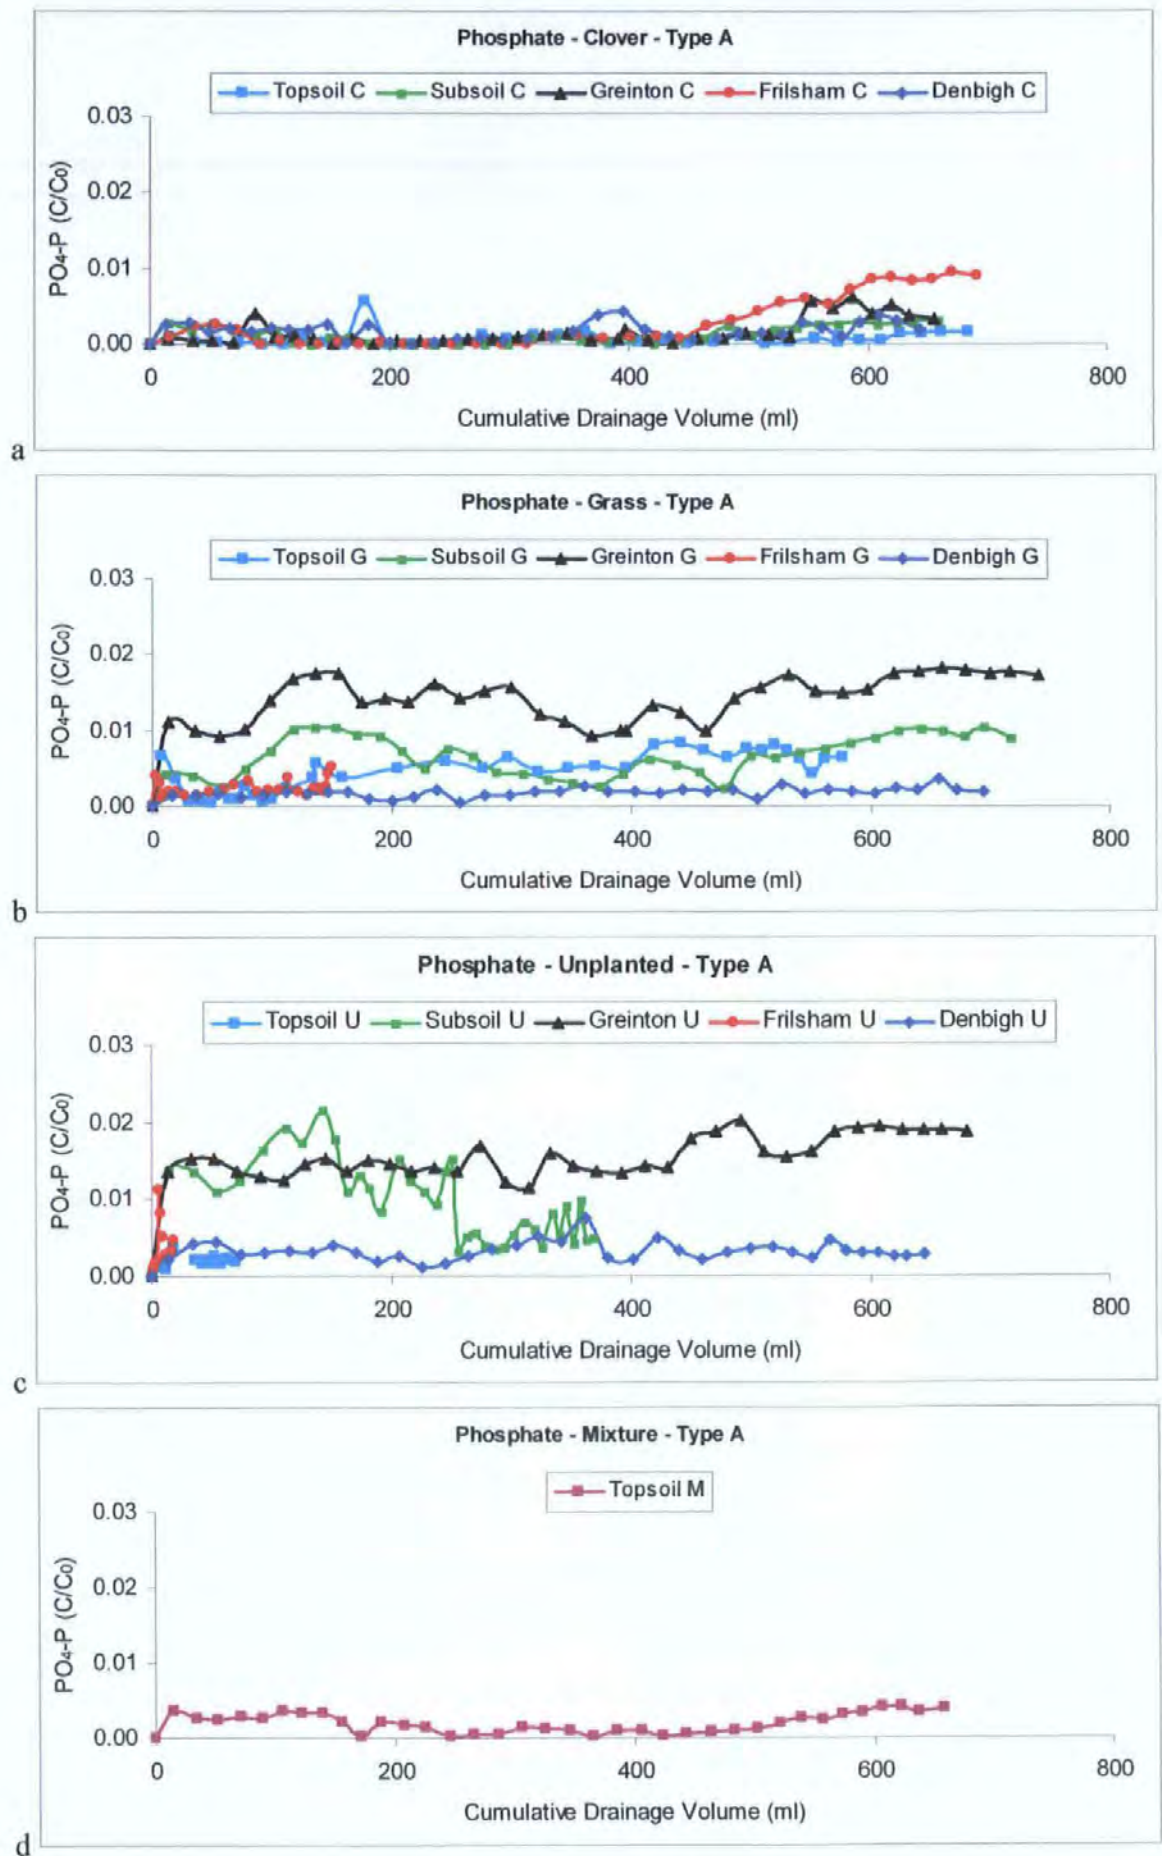 Phosphate - Clover - Type A
Topsoil C Subsoil C Greinton C Frilsham C Denbigh C
0.03
0.02
0.01
0.00
PO4-P (C/C0)
0 200 400 600 800
Cumulative Drainage Volume (ml)
a
Phosphate - Grass - Type A
Topsoil G Subsoil G Greinton G Frilsham G Denbigh G
0.03
0.02
0.01
0.00
PO4-P (C/C0)
0 200 400 600 800
Cumulative Drainage Volume (ml)
b
Phosphate - Unplanted - Type A
Topsoil U Subsoil U Greinton U Frilsham U Denbigh U
0.03
0.02
0.01
0.00
PO4-P (C/C0)
0 200 400 600 800
Cumulative Drainage Volume (ml)
c
Phosphate - Mixture - Type A
Topsoil M
0.03
0.02
0.01
0.00
PO4-P (C/C0)
0 200 400 600 800
Cumulative Drainage Volume (ml)
d